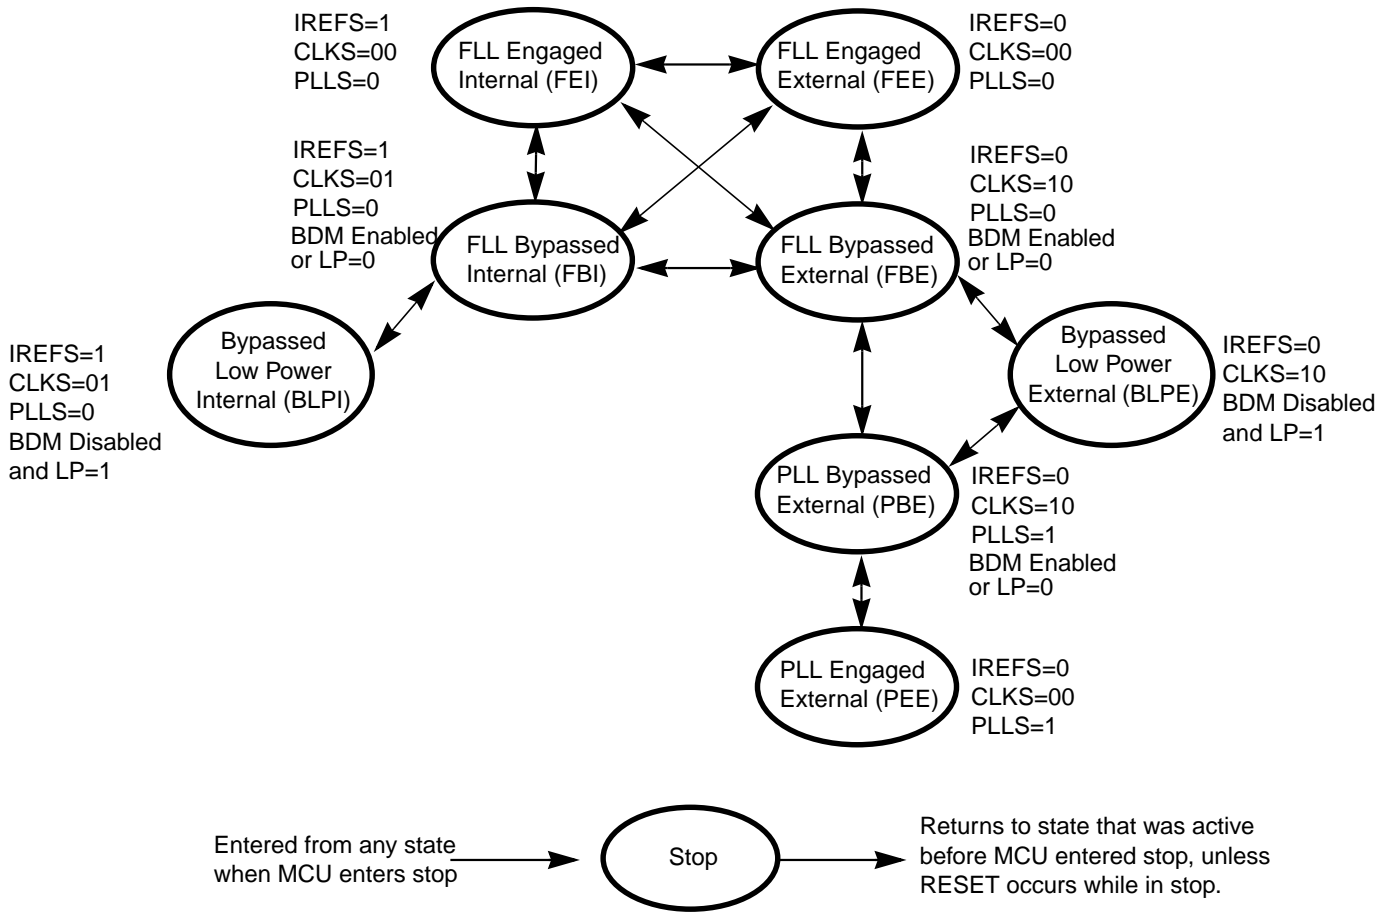 IREFS=1
CLKS=00
PLLS=0
FLL Engaged
Internal (FEI)
FLL Engaged
External (FEE)
IREFS=0
CLKS=00
PLLS=0
IREFS=1
CLKS=01
PLLS=0
BDM Enabled
or LP=0
FLL Bypassed
Internal (FBI)
FLL Bypassed
External (FBE)
IREFS=0
CLKS=10
PLLS=0
BDM Enabled
or LP=0
IREFS=1
CLKS=01
PLLS=0
BDM Disabled
and LP=1
Bypassed
Low Power
Internal (BLPI)
Bypassed
Low Power
External (BLPE)
IREFS=0
CLKS=10
BDM Disabled
and LP=1
PLL Bypassed
External (PBE)
IREFS=0
CLKS=10
PLLS=1
BDM Enabled
or LP=0
PLL Engaged
External (PEE)
IREFS=0
CLKS=00
PLLS=1
Entered from any state
when MCU enters stop
Stop
Returns to state that was active
before MCU entered stop, unless
RESET occurs while in stop.